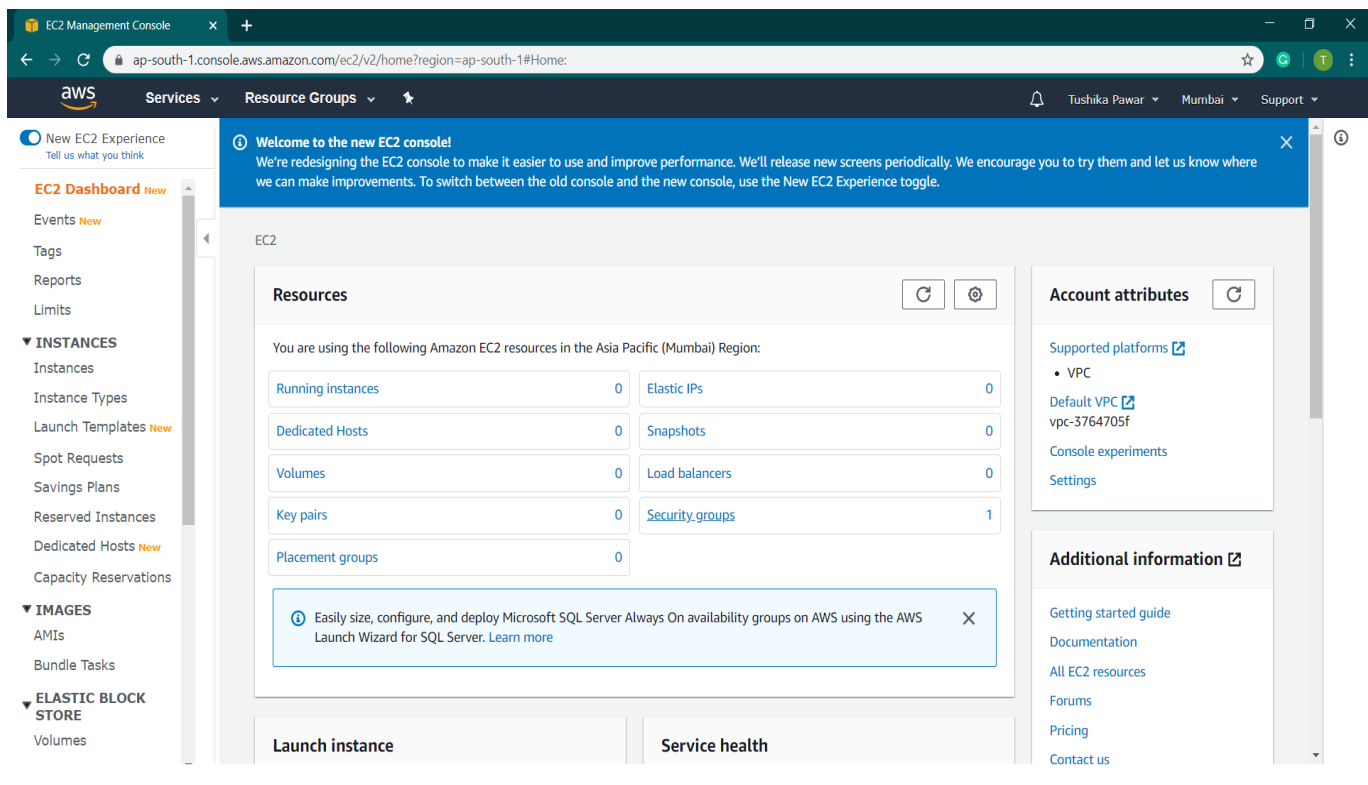 EC2 Management Console
ap-south-1.console.aws.amazon.com/ec2/v2/home?region=ap-south-1#Home:
G
T
aws
Services
Resource Groups
Tushika Pawar
Mumbai
Support
New EC2 Experience
Tell us what you think
EC2 Dashboard New
Events New
Tags
Reports
Limits
INSTANCES
Instances
Instance Types
Launch Templates New
Spot Requests
Savings Plans
Reserved Instances
Dedicated Hosts New
Capacity Reservations
IMAGES
AMIs
Bundle Tasks
ELASTIC BLOCK
STORE
Volumes
Welcome to the new EC2 console!
We're redesigning the EC2 console to make it easier to use and improve performance. We'll release new screens periodically. We encourage you to try them and let us know where
we can make improvements. To switch between the old console and the new console, use the New EC2 Experience toggle.
EC2
Resources
You are using the following Amazon EC2 resources in the Asia Pacific (Mumbai) Region:
Running instances 0
Elastic IPs 0
Dedicated Hosts 0
Snapshots 0
Volumes 0
Load balancers 0
Key pairs 0
Security groups 1
Placement groups 0
Easily size, configure, and deploy Microsoft SQL Server Always On availability groups on AWS using the AWS
Launch Wizard for SQL Server. Learn more
Launch instance
Service health
Account attributes
Supported platforms
• VPC
Default VPC
vpc-3764705f
Console experiments
Settings
Additional information
Getting started guide
Documentation
All EC2 resources
Forums
Pricing
Contact us